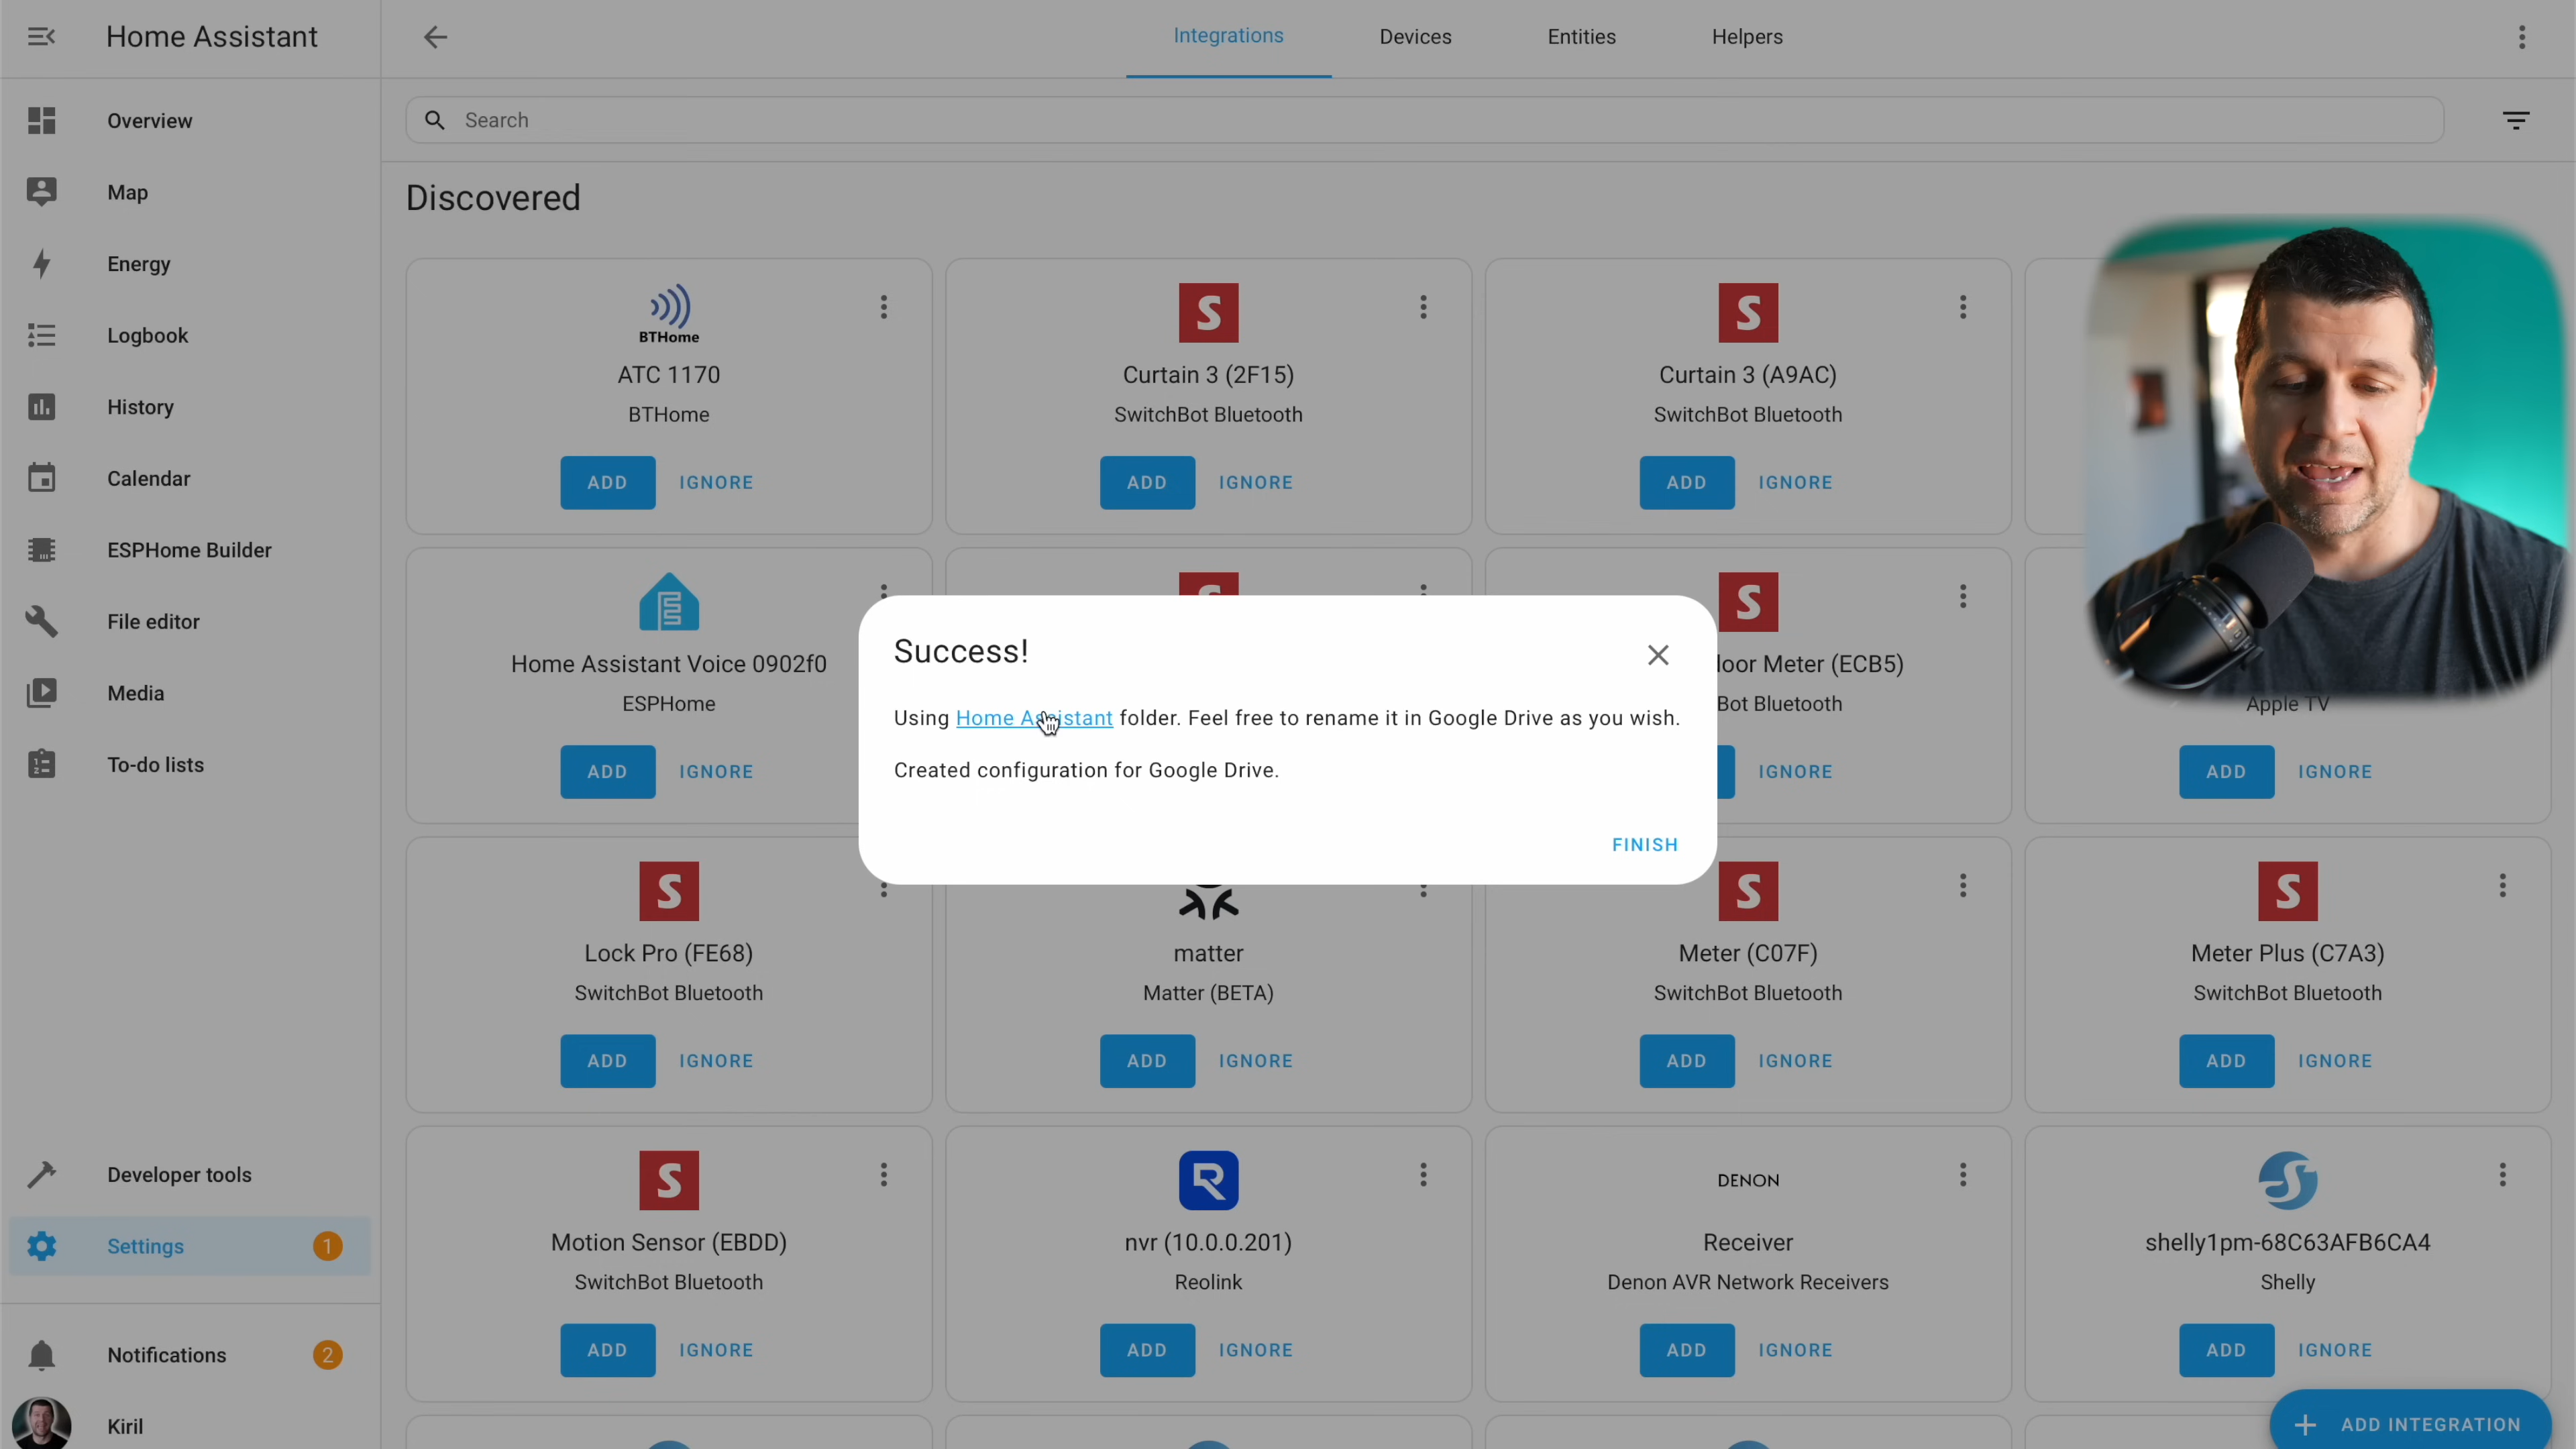 Home Assistant
Integrations
Devices
Entities
Helpers
Overview
Map
Energy
Logbook
History
Calendar
ESPHome Builder
File editor
Media
To-do lists
Developer tools
Settings 1
Notifications 2
Kiril
Search
Discovered
BTHome
ATC 1170
BTHome
ADD IGNORE
S
Curtain 3 (2F15)
SwitchBot Bluetooth
ADD IGNORE
S
Curtain 3 (A9AC)
SwitchBot Bluetooth
ADD IGNORE
Home Assistant Voice 0902f0
ESPHome
ADD IGNORE
S
loor Meter (ECB5)
Bot Bluetooth
IGNORE
Apple TV
ADD IGNORE
Success!
Using Home Assistant folder. Feel free to rename it in Google Drive as you wish.
Created configuration for Google Drive.
FINISH
S
Lock Pro (FE68)
SwitchBot Bluetooth
ADD IGNORE
matter
Matter (BETA)
ADD IGNORE
S
Meter (C07F)
SwitchBot Bluetooth
ADD IGNORE
S
Meter Plus (C7A3)
SwitchBot Bluetooth
ADD IGNORE
S
Motion Sensor (EBDD)
SwitchBot Bluetooth
ADD IGNORE
R
nvr (10.0.0.201)
Reolink
ADD IGNORE
DENON
Receiver
Denon AVR Network Receivers
ADD IGNORE
shelly1pm-68C63AFB6CA4
Shelly
ADD IGNORE
ADD INTEGRATION